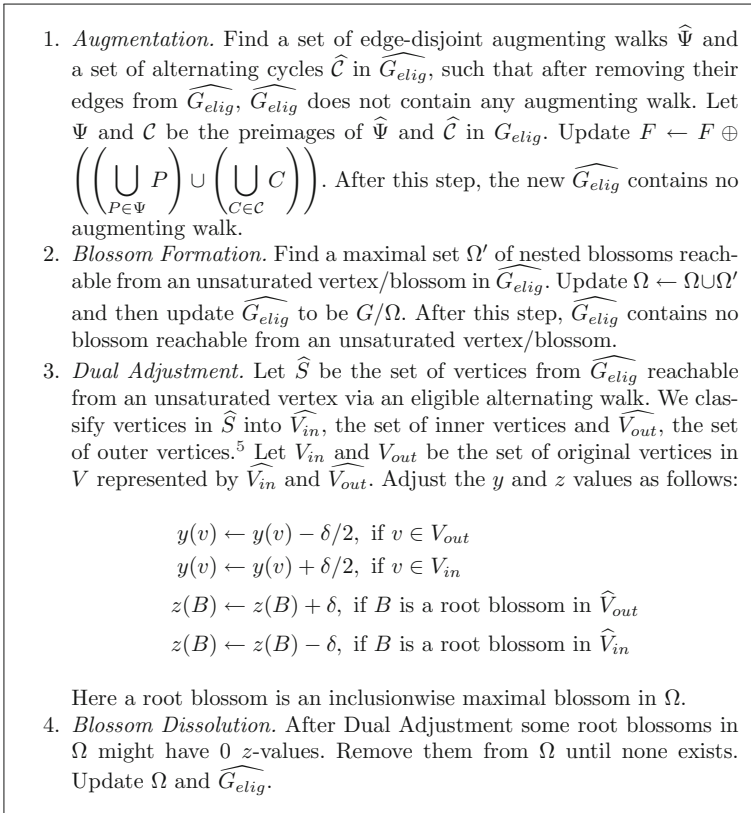 1. Augmentation. Find a set of edge-disjoint augmenting walks Ψ̂ and
a set of alternating cycles Ĉ in Ĝ_elig, such that after removing their
edges from Ĝ_elig, Ĝ_elig does not contain any augmenting walk. Let
Ψ and C be the preimages of Ψ̂ and Ĉ in G_elig. Update F ← F ⊕
((⋃_{P∈Ψ} P) ∪ (⋃_{C∈C} C)). After this step, the new Ĝ_elig contains no
augmenting walk.
2. Blossom Formation. Find a maximal set Ω′ of nested blossoms reach-
able from an unsaturated vertex/blossom in Ĝ_elig. Update Ω ← Ω∪Ω′
and then update Ĝ_elig to be G/Ω. After this step, Ĝ_elig contains no
blossom reachable from an unsaturated vertex/blossom.
3. Dual Adjustment. Let Ŝ be the set of vertices from Ĝ_elig reachable
from an unsaturated vertex via an eligible alternating walk. We clas-
sify vertices in Ŝ into V̂_in, the set of inner vertices and V̂_out, the set
of outer vertices.⁵ Let V_in and V_out be the set of original vertices in
V represented by V̂_in and V̂_out. Adjust the y and z values as follows:
y(v) ← y(v) − δ/2, if v ∈ V_out
y(v) ← y(v) + δ/2, if v ∈ V_in
z(B) ← z(B) + δ, if B is a root blossom in V̂_out
z(B) ← z(B) − δ, if B is a root blossom in V̂_in
Here a root blossom is an inclusionwise maximal blossom in Ω.
4. Blossom Dissolution. After Dual Adjustment some root blossoms in
Ω might have 0 z-values. Remove them from Ω until none exists.
Update Ω and Ĝ_elig.